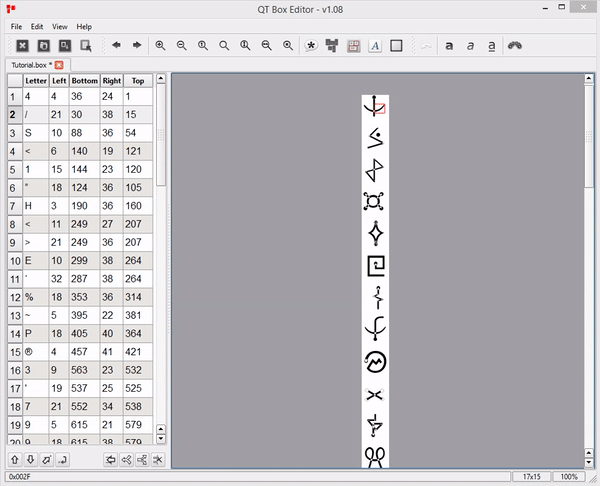 QT Box Editor - v1.08
File Edit View Help
a a a
Tutorial.box *
Letter Left Bottom Right Top
1 4 4 36 24 1
2 / 21 30 38 15
3 S 10 88 36 54
4 < 6 140 19 121
5 1 15 144 23 120
6 " 18 124 36 105
7 H 3 190 36 160
8 < 11 249 27 207
9 > 21 249 36 207
10 E 10 299 38 264
11 ' 32 287 38 264
12 % 18 353 36 314
13 ~ 5 395 22 381
14 P 18 405 40 364
15 ® 4 457 41 421
16 3 9 563 23 532
17 ' 19 537 25 525
18 7 21 552 34 538
19 9 5 615 21 579
20 9 18 615 38 579
0x002F 17x15 100%